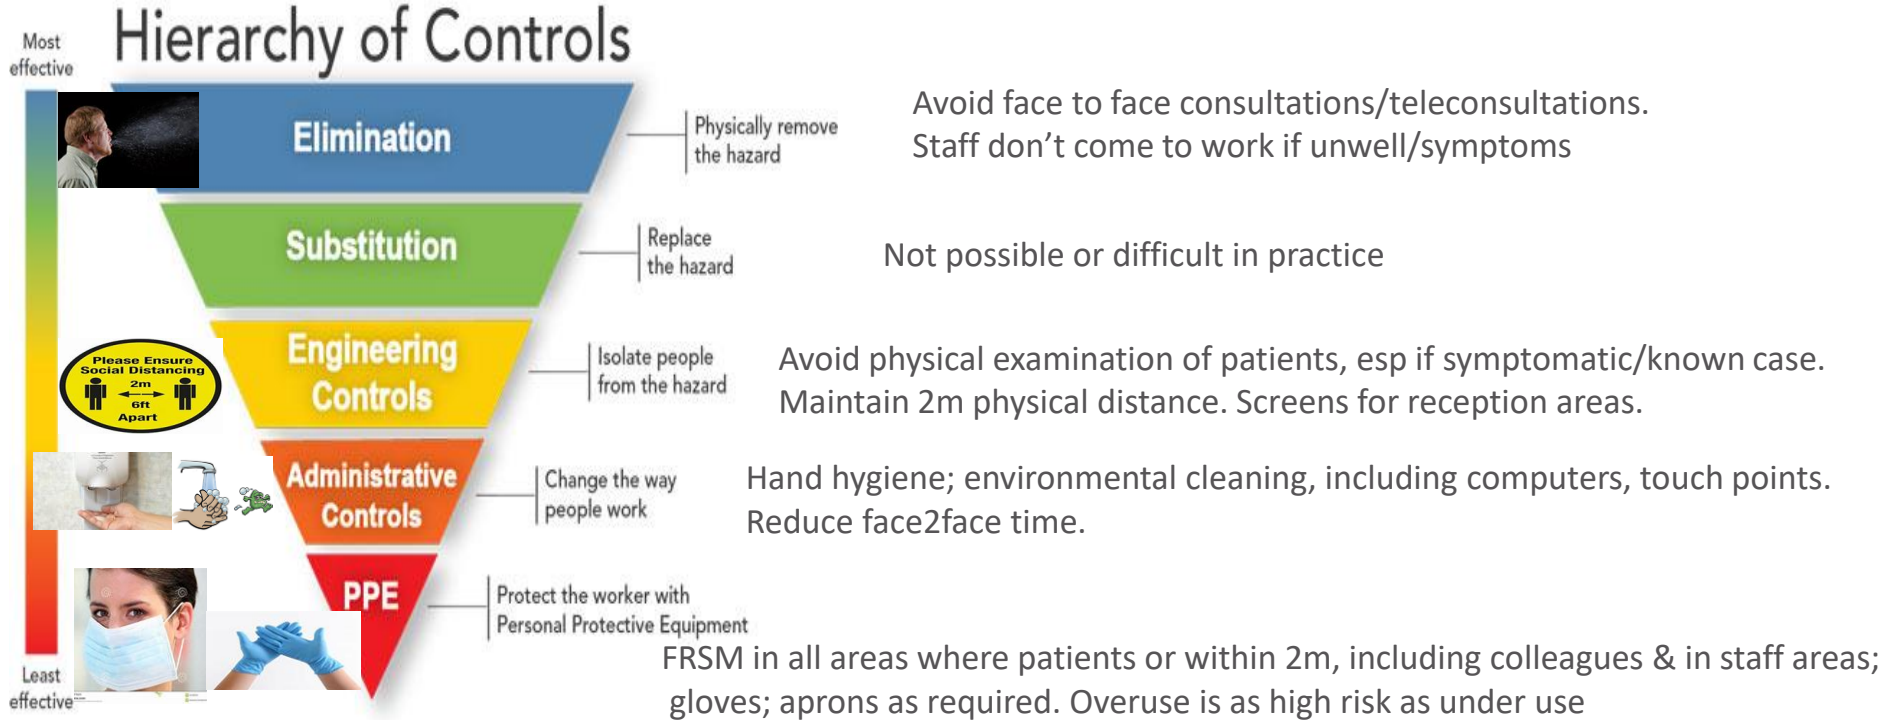 Hierarchy of Controls
Most
effective
Elimination
Physically remove
the hazard
Avoid face to face consultations/teleconsultations.
Staff don’t come to work if unwell/symptoms
Substitution
Replace
the hazard
Not possible or difficult in practice
Please Ensure
Social Distancing
2m
6ft
Apart
Engineering
Controls
Isolate people
from the hazard
Avoid physical examination of patients, esp if symptomatic/known case.
Maintain 2m physical distance. Screens for reception areas.
Administrative
Controls
Change the way
people work
Hand hygiene; environmental cleaning, including computers, touch points.
Reduce face2face time.
PPE
Protect the worker with
Personal Protective Equipment
FRSM in all areas where patients or within 2m, including colleagues & in staff areas;
gloves; aprons as required. Overuse is as high risk as under use
Least
effective